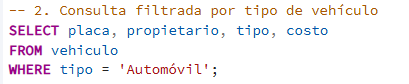 -- 2. Consulta filtrada por tipo de vehículo
SELECT placa, propietario, tipo, costo
FROM vehiculo
WHERE tipo = 'Automóvil';